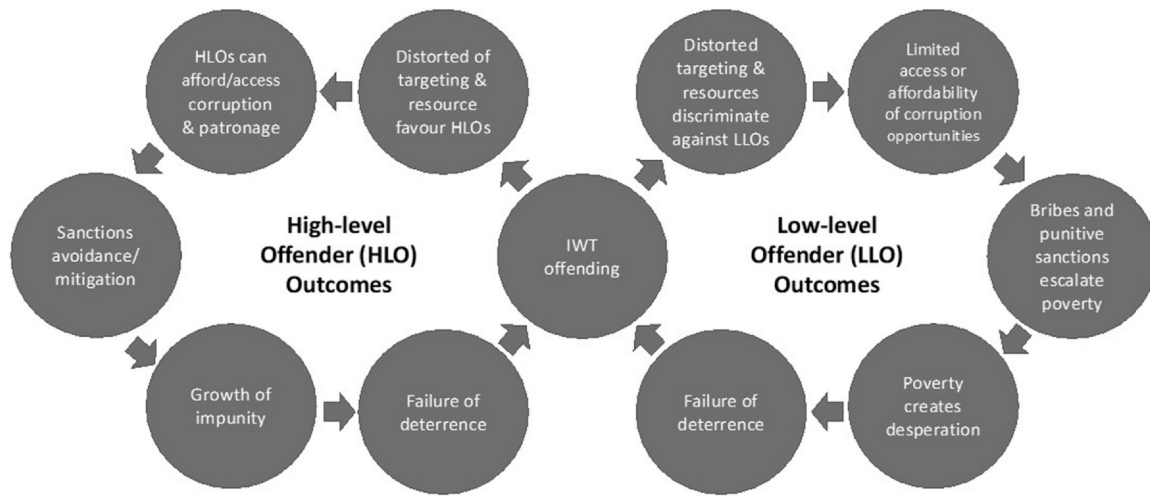 HLOs can
afford/access
corruption
& patronage
Distorted of
targeting &
resource
favour HLOs
Distorted
targeting &
resources
discriminate
against LLOs
Limited
access or
affordability
of corruption
opportunities
Sanctions
avoidance/
mitigation
High-level
Offender (HLO)
Outcomes
IWT
offending
Low-level
Offender (LLO)
Outcomes
Bribes and
punitive
sanctions
escalate
poverty
Growth of
impunity
Failure of
deterrence
Failure of
deterrence
Poverty
creates
desperation